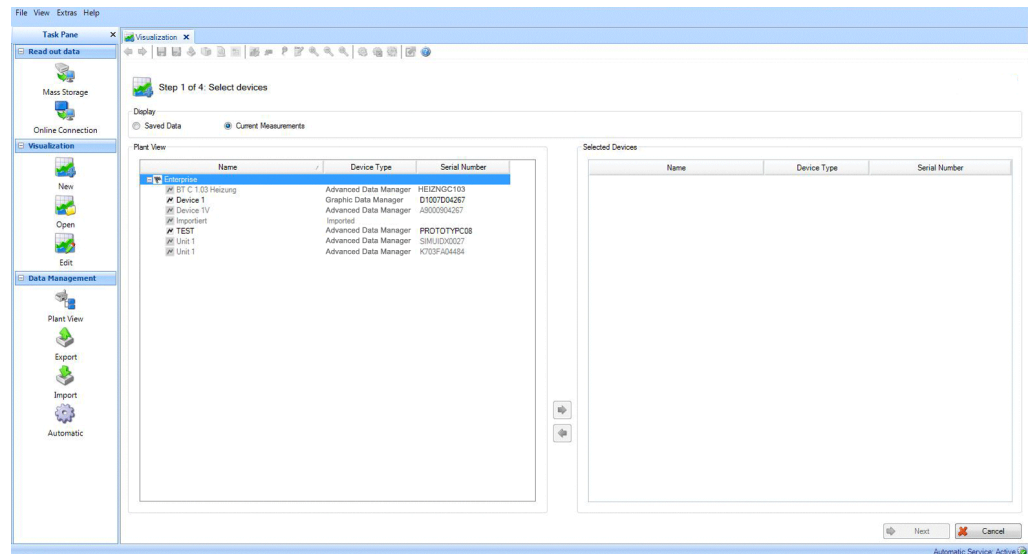 File View Extras Help
Task Pane x
Visualization x
Read out data
Mass Storage
Online Connection
Visualization
New
Open
Edit
Data Management
Plant View
Export
Import
Automatic
Step 1 of 4: Select devices
Display
Saved Data Current Measurements
Plant View
Name Device Type Serial Number
Enterprise
BT C 1.03 Heizung Advanced Data Manager HEIZNGC103
Device 1 Graphic Data Manager D1007D04267
Device 1V Advanced Data Manager A9000904267
Importiert Imported
TEST Advanced Data Manager PROTOTYPC08
Unit 1 Advanced Data Manager SIMUIDX0027
Unit 1 Advanced Data Manager K703FA04484
Selected Devices
Name Device Type Serial Number
Next Cancel
Automatic Service: Active